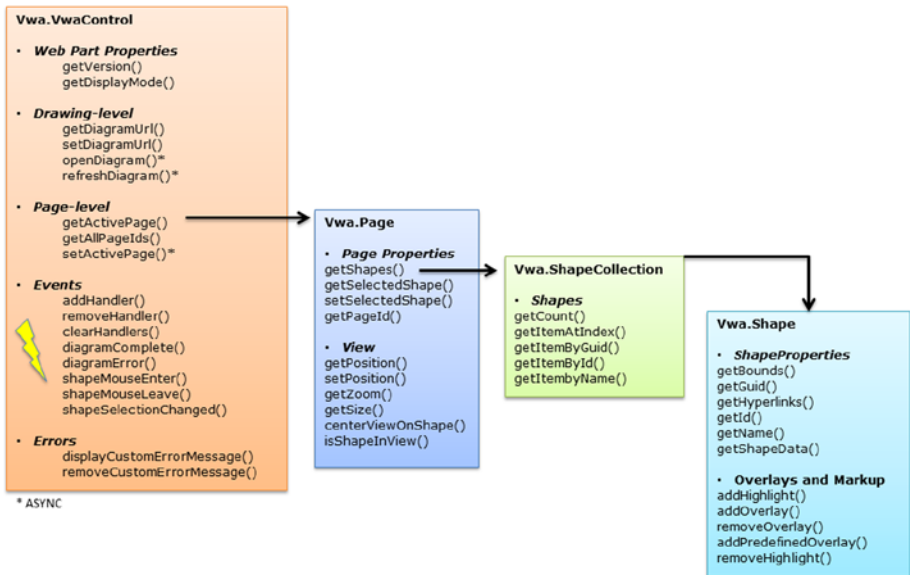 Vwa.VwaControl
• Web Part Properties
getVersion()
getDisplayMode()
• Drawing-level
getDiagramUrl()
setDiagramUrl()
openDiagram()*
refreshDiagram()*
• Page-level
getActivePage()
getAllPageIds()
setActivePage()*
• Events
addHandler()
removeHandler()
clearHandlers()
diagramComplete()
diagramError()
shapeMouseEnter()
shapeMouseLeave()
shapeSelectionChanged()
• Errors
displayCustomErrorMessage()
removeCustomErrorMessage()
* ASYNC
Vwa.Page
• Page Properties
getShapes()
getSelectedShape()
setSelectedShape()
getPageId()
• View
getPosition()
setPosition()
getZoom()
getSize()
centerViewOnShape()
isShapeInView()
Vwa.ShapeCollection
• Shapes
getCount()
getItemAtIndex()
getItemByGuid()
getItemById()
getItembyName()
Vwa.Shape
• ShapeProperties
getBounds()
getGuid()
getHyperlinks()
getId()
getName()
getShapeData()
• Overlays and Markup
addHighlight()
addOverlay()
removeOverlay()
addPredefinedOverlay()
removeHighlight()